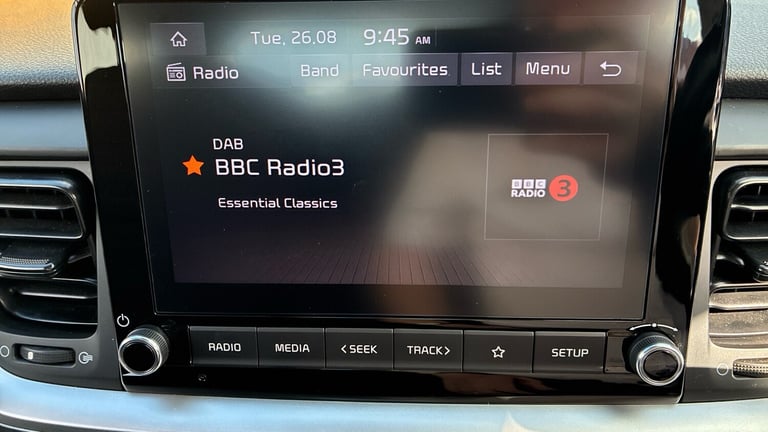 Tue, 26.08 9:45 AM
Radio Band Favourites List Menu
DAB
BBC Radio3
Essential Classics
BBC
RADIO 3
RADIO MEDIA <SEEK TRACK> SETUP